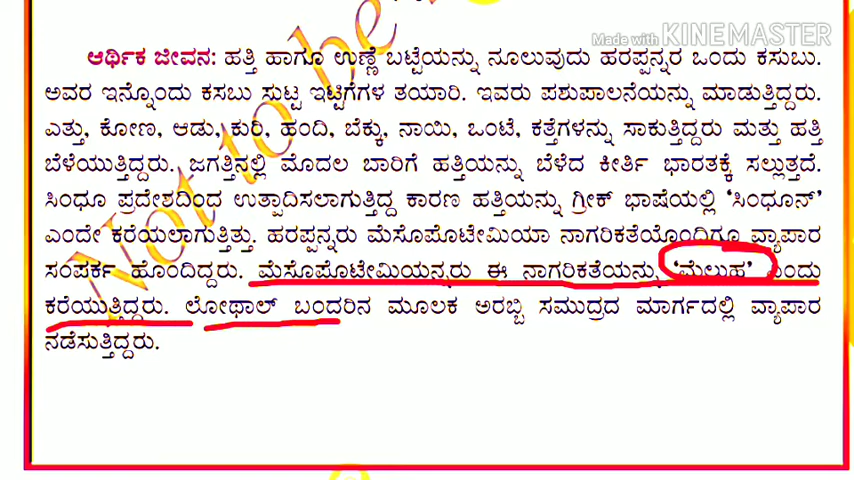 Made with KINEMASTER
ಆರ್ಥಿಕ ಜೀವನ: ಹತ್ತಿ ಹಾಗೂ ಉಣ್ಣೆ ಬಟ್ಟೆಯನ್ನು ನೂಲುವುದು ಹರಪ್ಪನ್ನರ ಒಂದು ಕಸುಬು.
ಅವರ ಇನ್ನೊಂದು ಕಸಬು ಸುಟ್ಟ ಇಟ್ಟಿಗೆಗಳ ತಯಾರಿ. ಇವರು ಪಶುಪಾಲನೆಯನ್ನು ಮಾಡುತ್ತಿದ್ದರು.
ಎತ್ತು, ಕೋಣ, ಆಡು, ಕುರಿ, ಹಂದಿ, ಬೆಕ್ಕು, ನಾಯಿ, ಒಂಟೆ, ಕತ್ತೆಗಳನ್ನು ಸಾಕುತ್ತಿದ್ದರು ಮತ್ತು ಹತ್ತಿ
ಬೆಳೆಯುತ್ತಿದ್ದರು. ಜಗತ್ತಿನಲ್ಲಿ ಮೊದಲ ಬಾರಿಗೆ ಹತ್ತಿಯನ್ನು ಬೆಳೆದ ಕೀರ್ತಿ ಭಾರತಕ್ಕೆ ಸಲ್ಲುತ್ತದೆ.
ಸಿಂಧೂ ಪ್ರದೇಶದಿಂದ ಉತ್ಪಾದಿಸಲಾಗುತ್ತಿದ್ದ ಕಾರಣ ಹತ್ತಿಯನ್ನು ಗ್ರೀಕ್ ಭಾಷೆಯಲ್ಲಿ ‘ಸಿಂಧೂನ್’
ಎಂದೇ ಕರೆಯಲಾಗುತ್ತಿತ್ತು. ಹರಪ್ಪನ್ನರು ಮೆಸೊಪೊಟೇಮಿಯಾ ನಾಗರಿಕತೆಯೊಂದಿಗೂ ವ್ಯಾಪಾರ
ಸಂಪರ್ಕ ಹೊಂದಿದ್ದರು. ಮೆಸೊಪೊಟೇಮಿಯನ್ನರು ಈ ನಾಗರಿಕತೆಯನ್ನು ‘ಮೆಲುಹ’ ಎಂದು
ಕರೆಯುತ್ತಿದ್ದರು. ಲೋಥಾಲ್ ಬಂದರಿನ ಮೂಲಕ ಅರಬ್ಬಿ ಸಮುದ್ರದ ಮಾರ್ಗದಲ್ಲಿ ವ್ಯಾಪಾರ
ನಡೆಸುತ್ತಿದ್ದರು.
Not to be